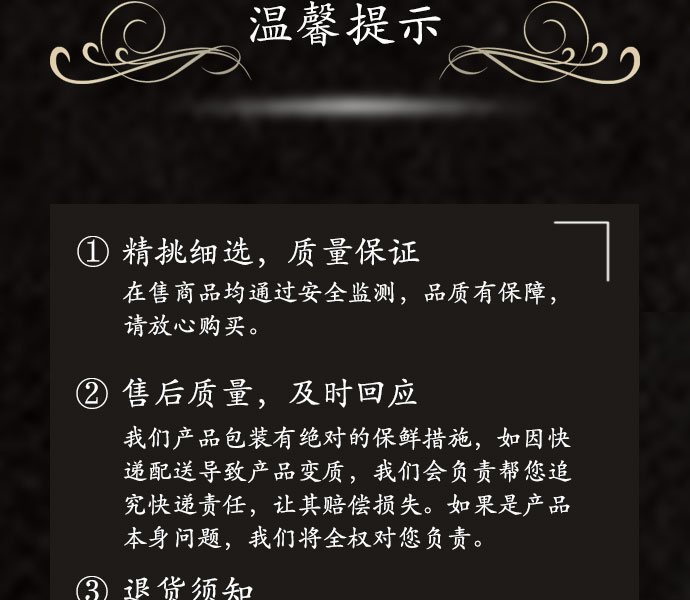 温馨提示
① 精挑细选，质量保证
在售商品均通过安全监测，品质有保障，
请放心购买。
② 售后质量，及时回应
我们产品包装有绝对的保鲜措施，如因快
递配送导致产品变质，我们会负责帮您追
究快递责任，让其赔偿损失。如果是产品
本身问题，我们将全权对您负责。
③ 退货须知